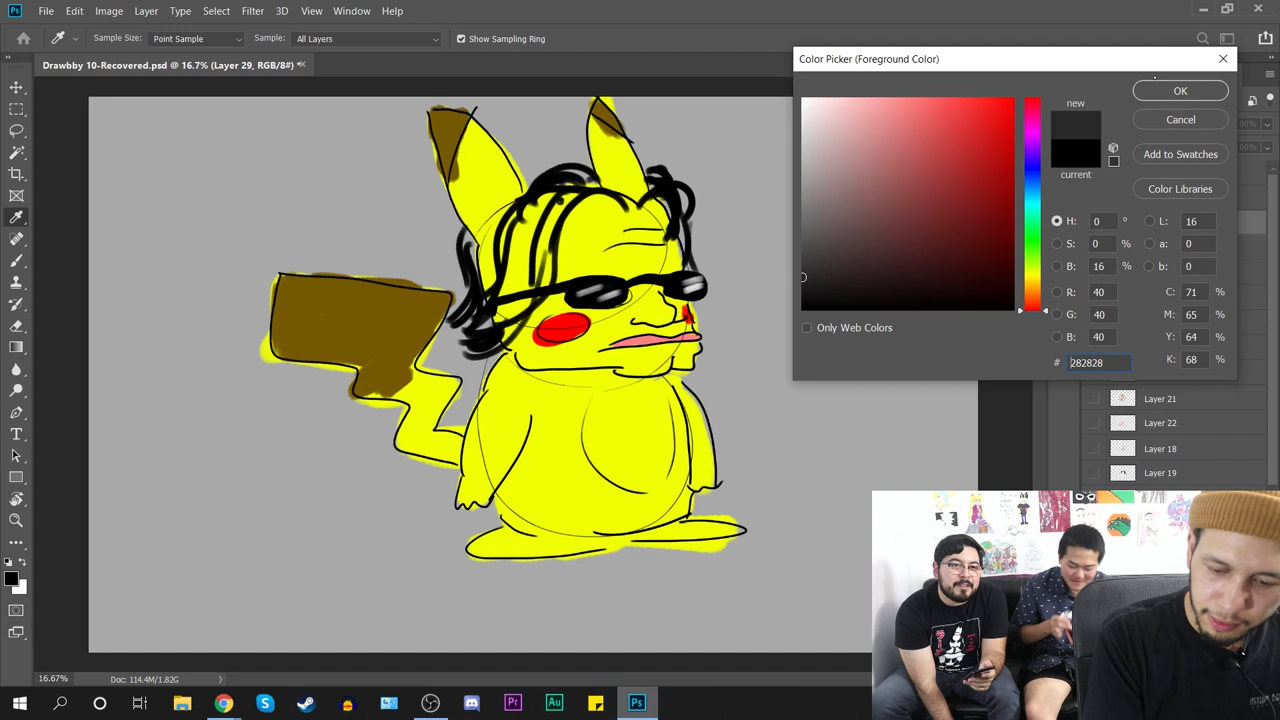 Ps File Edit Image Layer Type Select Filter 3D View Window Help
Sample Size: Point Sample Sample: All Layers Show Sampling Ring
Drawbby 10-Recovered.psd @ 16.7% (Layer 29, RGB/8#) *
Color Picker (Foreground Color)
new
current
OK
Cancel
Add to Swatches
Color Libraries
H: 0 ° L: 16
S: 0 % a: 0
B: 16 % b: 0
R: 40 C: 71 %
G: 40 M: 65 %
B: 40 Y: 64 %
# 282828 K: 68 %
Only Web Colors
Layer 21
Layer 22
Layer 18
Layer 19
16.67% Doc: 114.4M/1.82G
Pr Au Ps